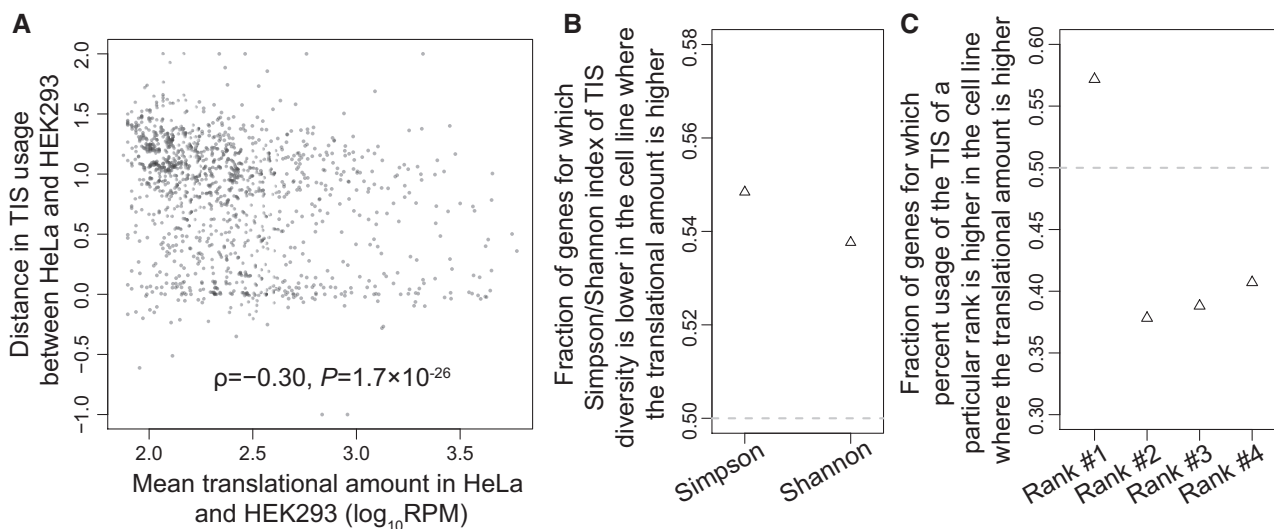 A
Distance in TIS usage
between HeLa and HEK293
2.0
1.5
1.0
0.5
0.0
−0.5
−1.0
ρ=−0.30, P=1.7×10⁻²⁶
2.0 2.5 3.0 3.5
Mean translational amount in HeLa
and HEK293 (log₁₀RPM)
B
Fraction of genes for which
Simpson/Shannon index of TIS
diversity is lower in the cell line where
the translational amount is higher
0.58
0.56
0.54
0.52
0.50
Simpson Shannon
C
Fraction of genes for which
percent usage of the TIS of a
particular rank is higher in the cell line
where the translational amount is higher
0.60
0.55
0.50
0.45
0.40
0.35
0.30
Rank #1 Rank #2 Rank #3 Rank #4